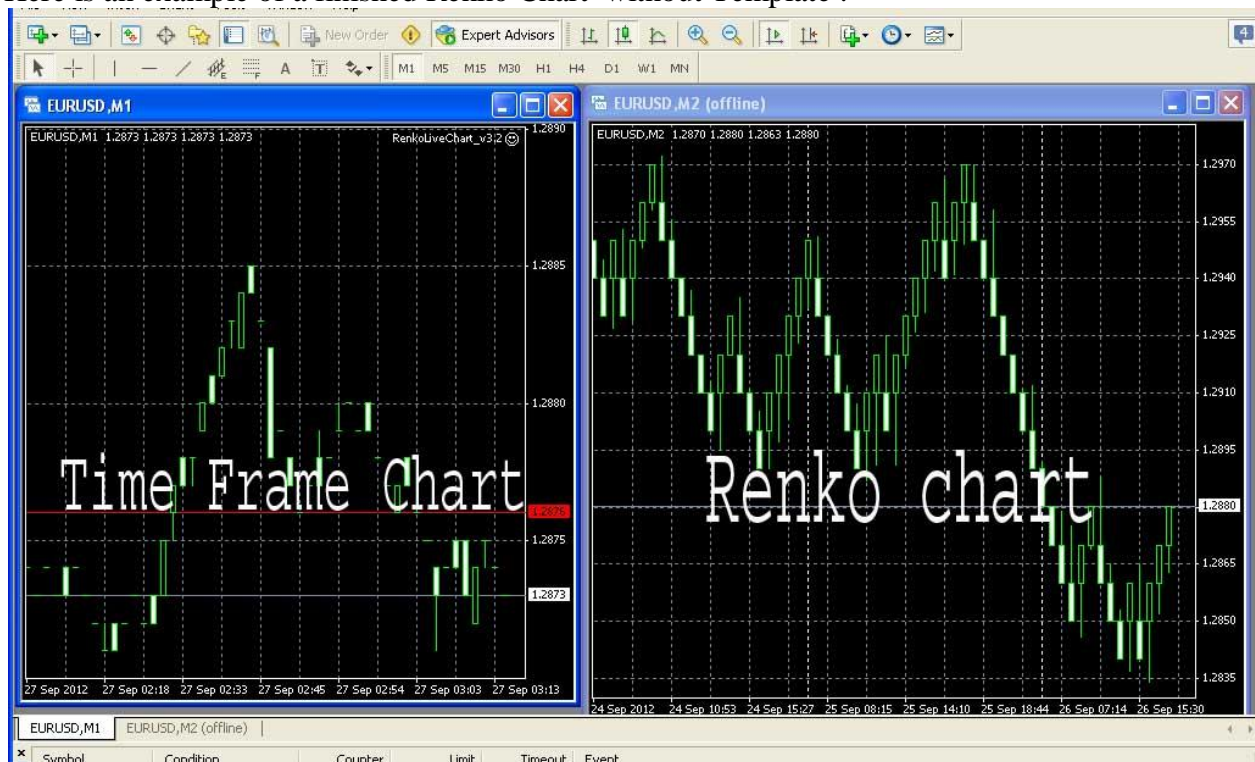 Here is an example of a finished Renko Chart 'without Template'.
New Order
Expert Advisors
4
E
F
A
T
M1 M5 M15 M30 H1 H4 D1 W1 MN
EURUSD,M1
EURUSD,M1 1.2873 1.2873 1.2873 1.2873
RenkoLiveChart_v3.2
1.2890
1.2885
1.2880
1.2876
1.2875
1.2873
Time Frame Chart
27 Sep 2012 27 Sep 02:18 27 Sep 02:33 27 Sep 02:45 27 Sep 02:54 27 Sep 03:03 27 Sep 03:13
EURUSD,M2 (offline)
EURUSD,M2 1.2870 1.2880 1.2863 1.2880
1.2970
1.2955
1.2940
1.2925
1.2910
1.2895
1.2880
1.2865
1.2850
1.2835
Renko chart
24 Sep 2012 24 Sep 10:53 24 Sep 15:27 25 Sep 08:15 25 Sep 14:10 25 Sep 18:44 26 Sep 07:14 26 Sep 15:30
EURUSD,M1 EURUSD,M2 (offline)
Symbol Condition Counter Limit Timeout Event